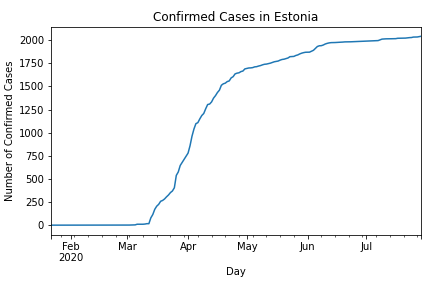 Confirmed Cases in Estonia
Number of Confirmed Cases
2000
1750
1500
1250
1000
750
500
250
0
Feb Mar Apr May Jun Jul
2020
Day